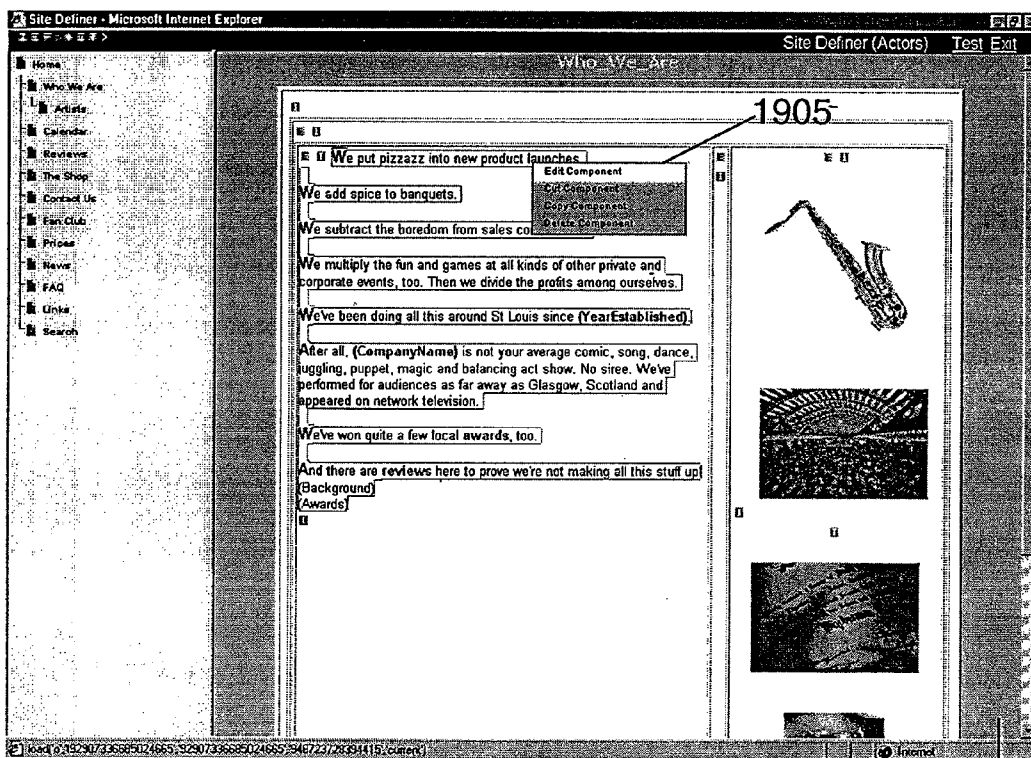 Site Definer - Microsoft Internet Explorer
Site Definer (Actors) Test Exit
Home
Who We Are
Artists
Calendar
Reviews
The Shop
Contact Us
Fan Club
Prices
News
FAQ
Links
Search
Who_We_Are
1905
We put pizzazz into new product launches.
Edit Component
Cut Component
Copy Component
Delete Component
We add spice to banquets.
We subtract the boredom from sales co
We multiply the fun and games at all kinds of other private and
corporate events, too. Then we divide the profits among ourselves.
We've been doing all this around St Louis since (YearEstablished)
After all, (CompanyName) is not your average comic, song, dance,
juggling, puppet, magic and balancing act show. No siree. We've
performed for audiences as far away as Glasgow, Scotland and
appeared on network television.
We've won quite a few local awards, too.
And there are reviews here to prove we're not making all this stuff up!
(Background)
(Awards)
Internet